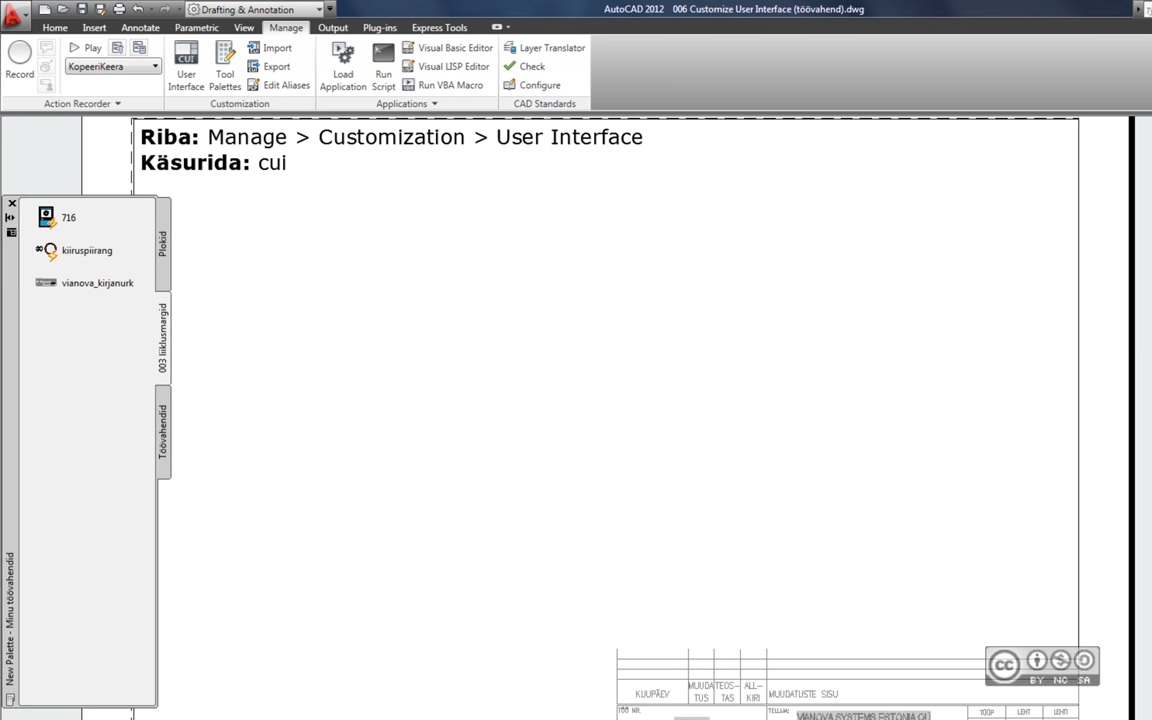 AutoCAD 2012 006 Customize User Interface (töövahend).dwg
Drafting & Annotation
Home Insert Annotate Parametric View Manage Output Plug-ins Express Tools
Record
Play
KopeeriKeera
Action Recorder
CUI
User Interface
Tool Palettes
Import
Export
Edit Aliases
Customization
Load Application
Run Script
Visual Basic Editor
Visual LISP Editor
Run VBA Macro
Applications
Layer Translator
Check
Configure
CAD Standards
Riba: Manage > Customization > User Interface
Käsurida: cui
716
kiiruspiirang
vianova_kirjanurk
Plokid
003 liiklusmärgid
Töövahendid
New Palette - Minu töövahendid
KUUPÄEV
MUUDATUS
TEOSTAS
ALLKIRI
MUUDATUSTE SISU
TÖÖ NR.
TELLIJA:
VIANOVA SYSTEMS ESTONIA OÜ
LEHT
LEHTI
CC BY NC SA